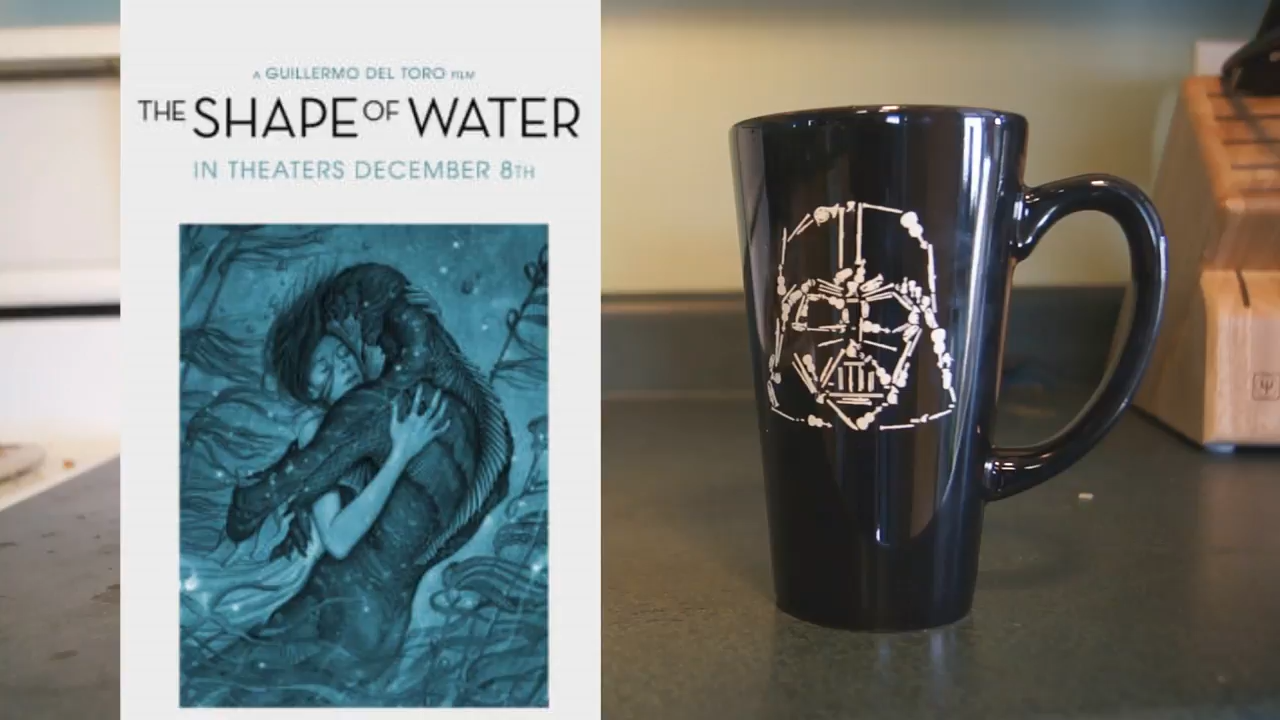 A GUILLERMO DEL TORO FILM
THE SHAPE OF WATER
IN THEATERS DECEMBER 8TH